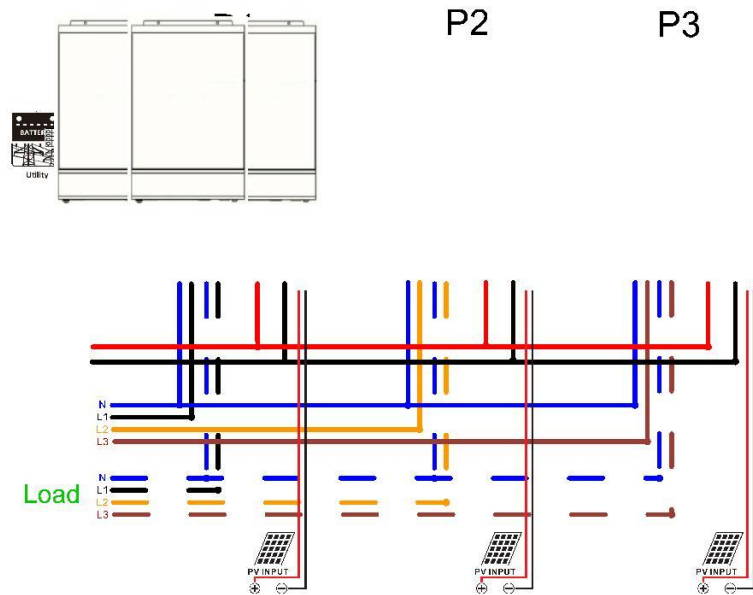 P2 P3
BATTER
Utility
N
L1
L2
L3
N
Load L1
L2
L3
PV INPUT PV INPUT PV INPUT